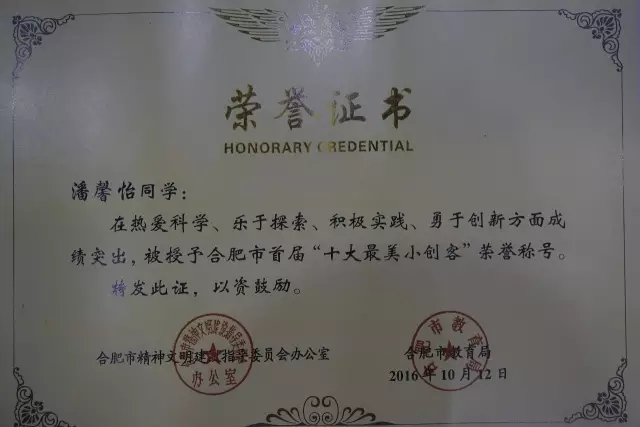 荣誉证书
HONORARY CREDENTIAL
潘馨怡同学：
在热爱科学、乐于探索、积极实践、勇于创新方面成
绩突出，被授予合肥市首届“十大最美小创客”荣誉称号。
特发此证，以资鼓励。
合肥市精神文明建设指导委员会办公室
办公室
合肥市教育局
2016年10月12日